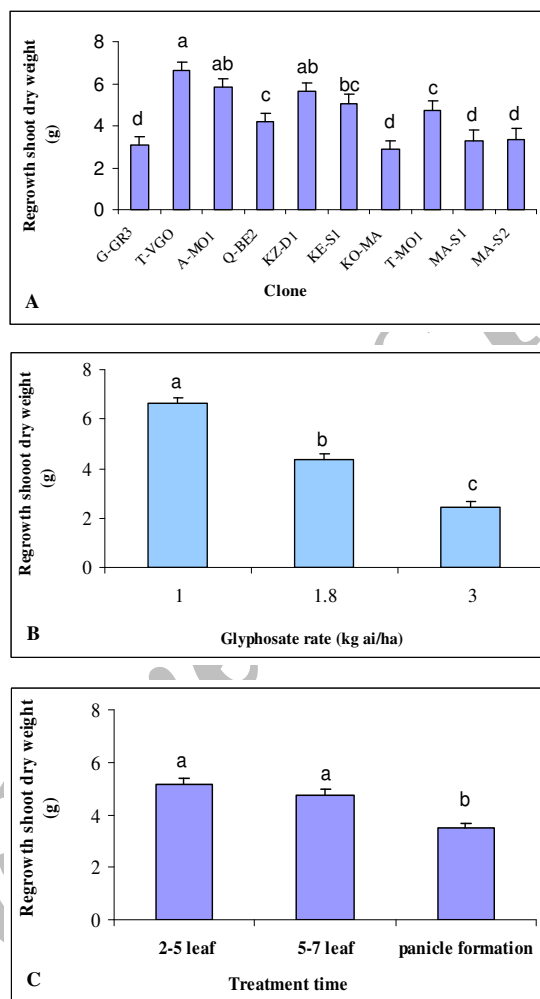 Regrowth shoot dry weight
(g)
8
6
4
2
0
d
a
ab
c
ab
bc
d
c
d
d
G-GR3
T-VGO
A-MO1
Q-BE2
KZ-D1
KE-S1
KO-MA
T-MO1
MA-S1
MA-S2
Clone
A
Regrowth shooot dry weight
(g)
8
6
4
2
0
a
b
c
1
1.8
3
Glyphosate rate (kg ai/ha)
B
Regrowth shoot dry weight
(g)
8
6
4
2
0
a
a
b
2-5 leaf
5-7 leaf
panicle formation
Treatment time
C